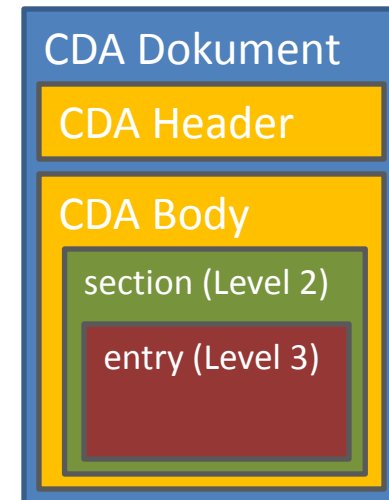 CDA Dokument
CDA Header
CDA Body
section (Level 2)
entry (Level 3)